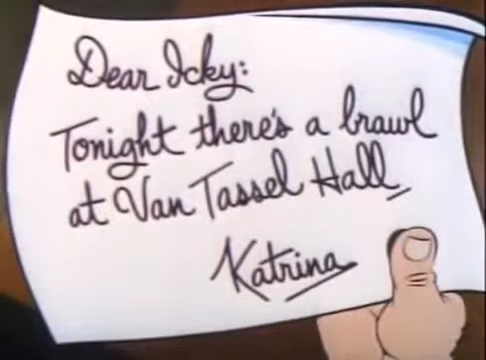 Dear Icky:
Tonight there's a brawl
at Van Tassel Hall
Katrina